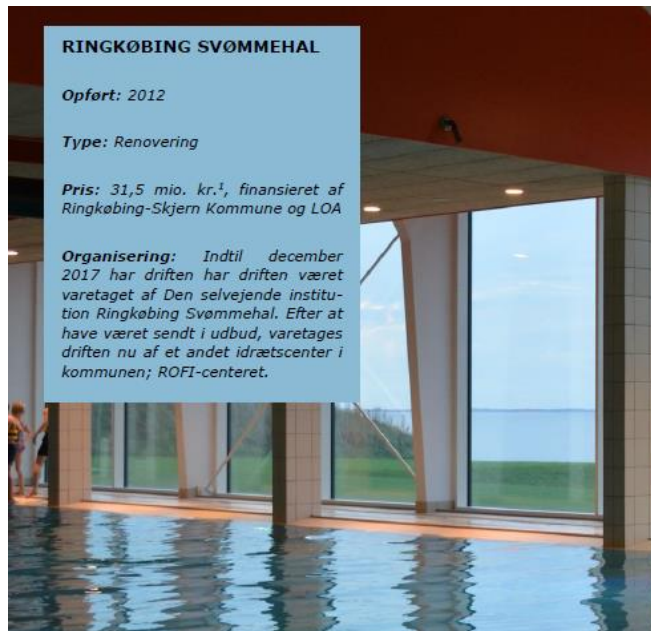 RINGKØBING SVØMMEHAL
Opført: 2012
Type: Renovering
Pris: 31,5 mio. kr.¹, finansieret af
Ringkøbing-Skjern Kommune og LOA
Organisering: Indtil december
2017 har driften har driften været
varetaget af Den selvejende institu-
tion Ringkøbing Svømmehal. Efter at
have været sendt i udbud, varetages
driften nu af et andet idrætscenter i
kommunen; ROFI-centeret.